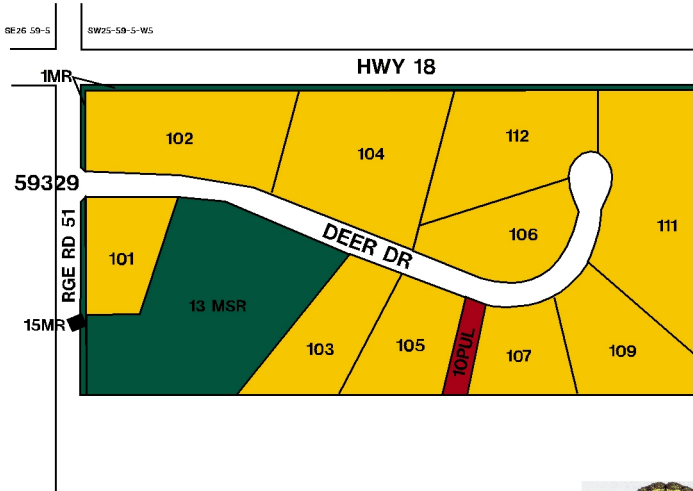 SE26 59-5
SW25-59-5-W5
HWY 18
1MR
102
104
112
59329
RGE RD 51
101
DEER DR
106
111
13 MSR
15MR
103
105
10PUL
107
109